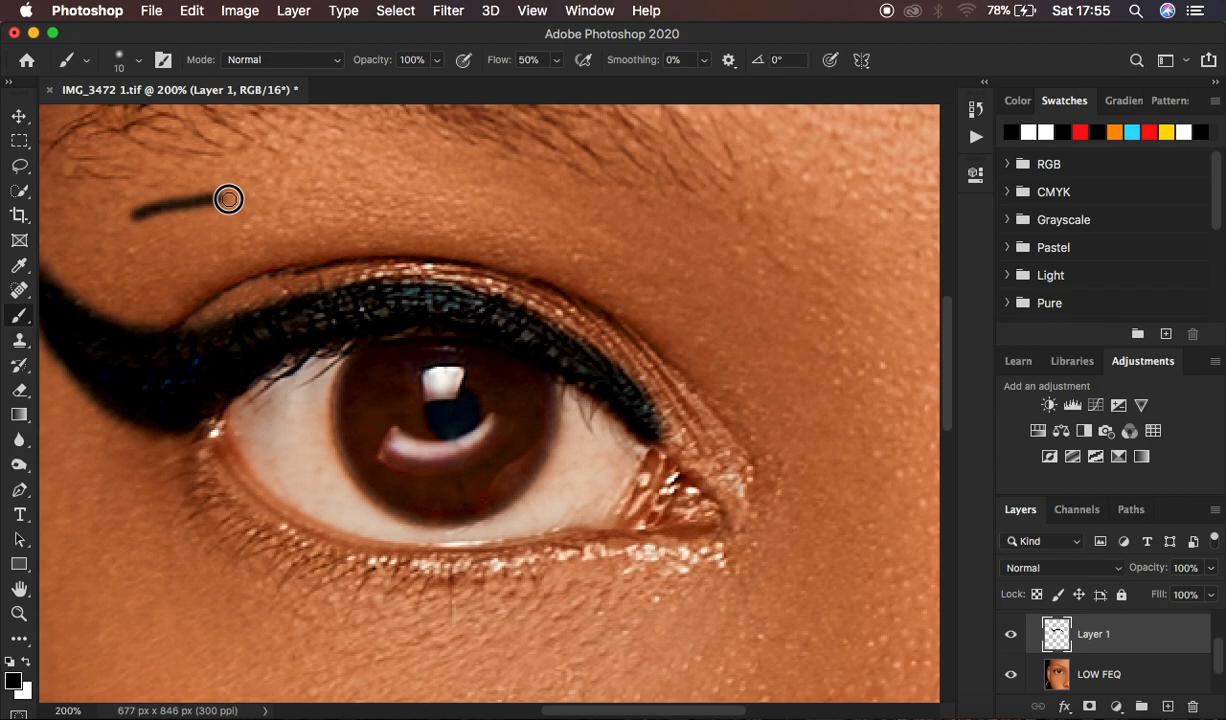 Photoshop File Edit Image Layer Type Select Filter 3D View Window Help 78% Sat 17:55
Adobe Photoshop 2020
10 Mode: Normal Opacity: 100% Flow: 50% Smoothing: 0% 0°
IMG_3472 1.tif @ 200% (Layer 1, RGB/16*) *
Color Swatches Gradien Pattern:
RGB
CMYK
Grayscale
Pastel
Light
Pure
Learn Libraries Adjustments
Add an adjustment
Layers Channels Paths
Kind
Normal Opacity: 100%
Lock: Fill: 100%
Layer 1
LOW FEQ
200% 677 px x 846 px (300 ppi)